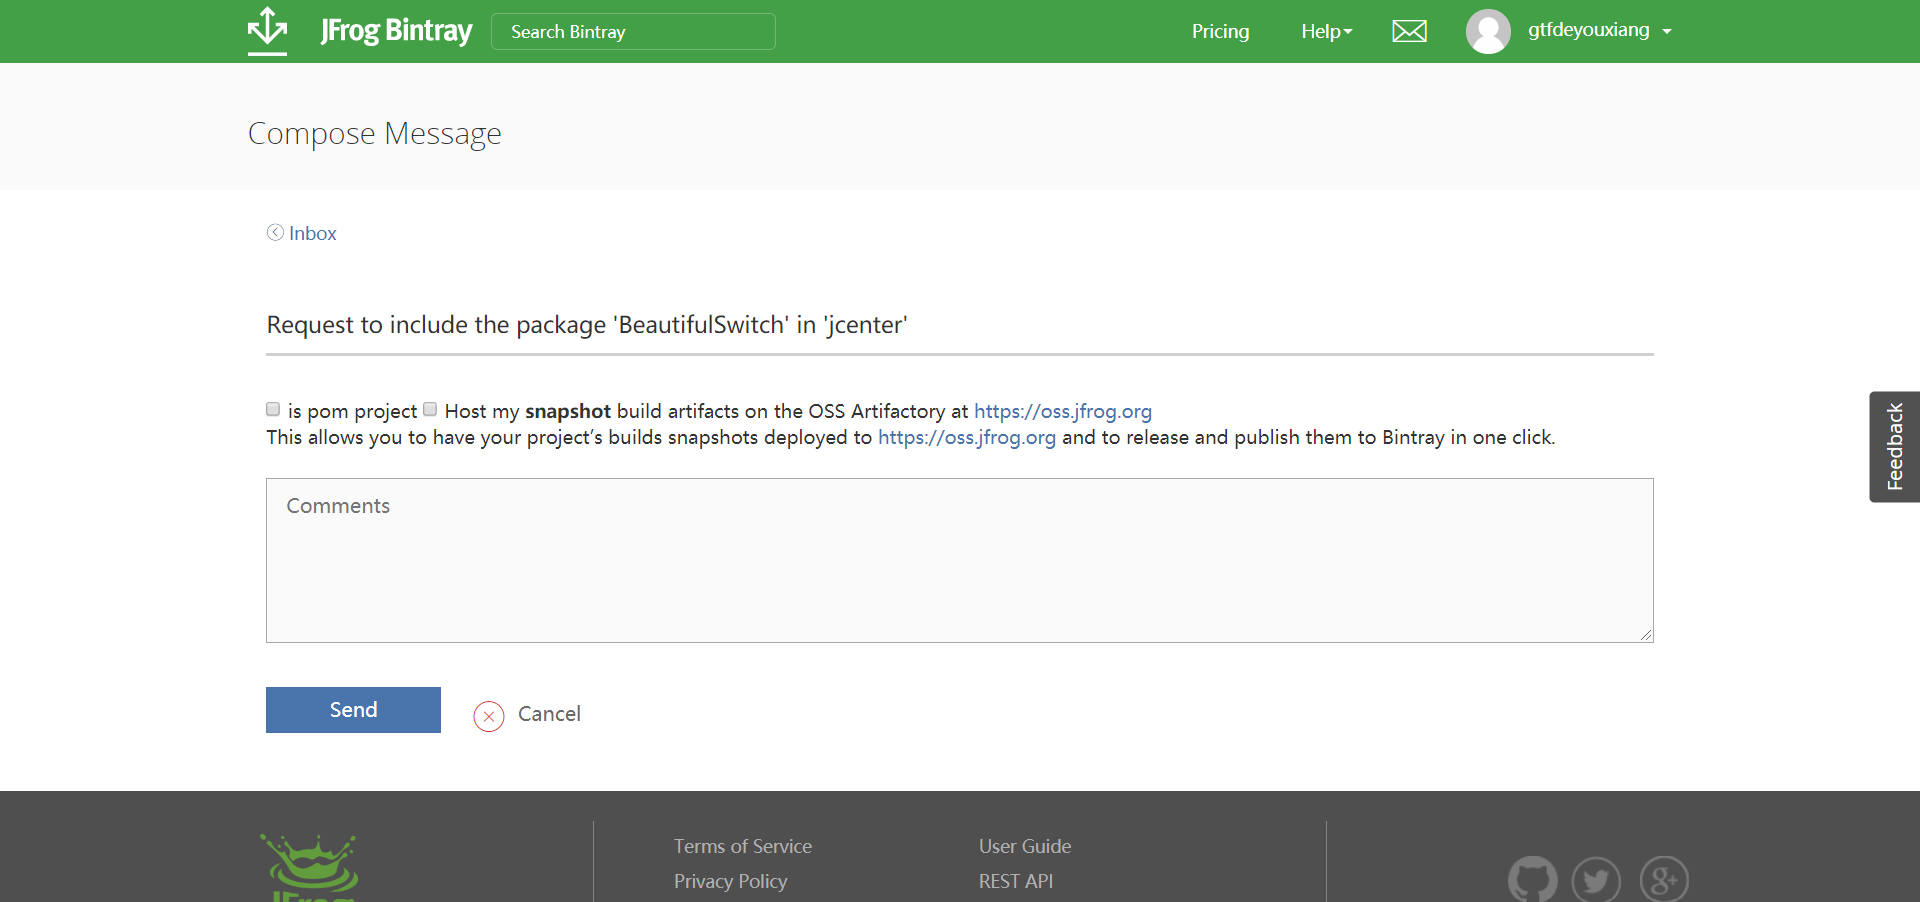 JFrog Bintray
Search Bintray
Pricing
Help
gtfdeyouxiang
Compose Message
Inbox
Request to include the package 'BeautifulSwitch' in 'jcenter'
is pom project Host my snapshot build artifacts on the OSS Artifactory at https://oss.jfrog.org
This allows you to have your project’s builds snapshots deployed to https://oss.jfrog.org and to release and publish them to Bintray in one click.
Comments
Feedback
Send
Cancel
Terms of Service
User Guide
Privacy Policy
REST API
JFrog
g+